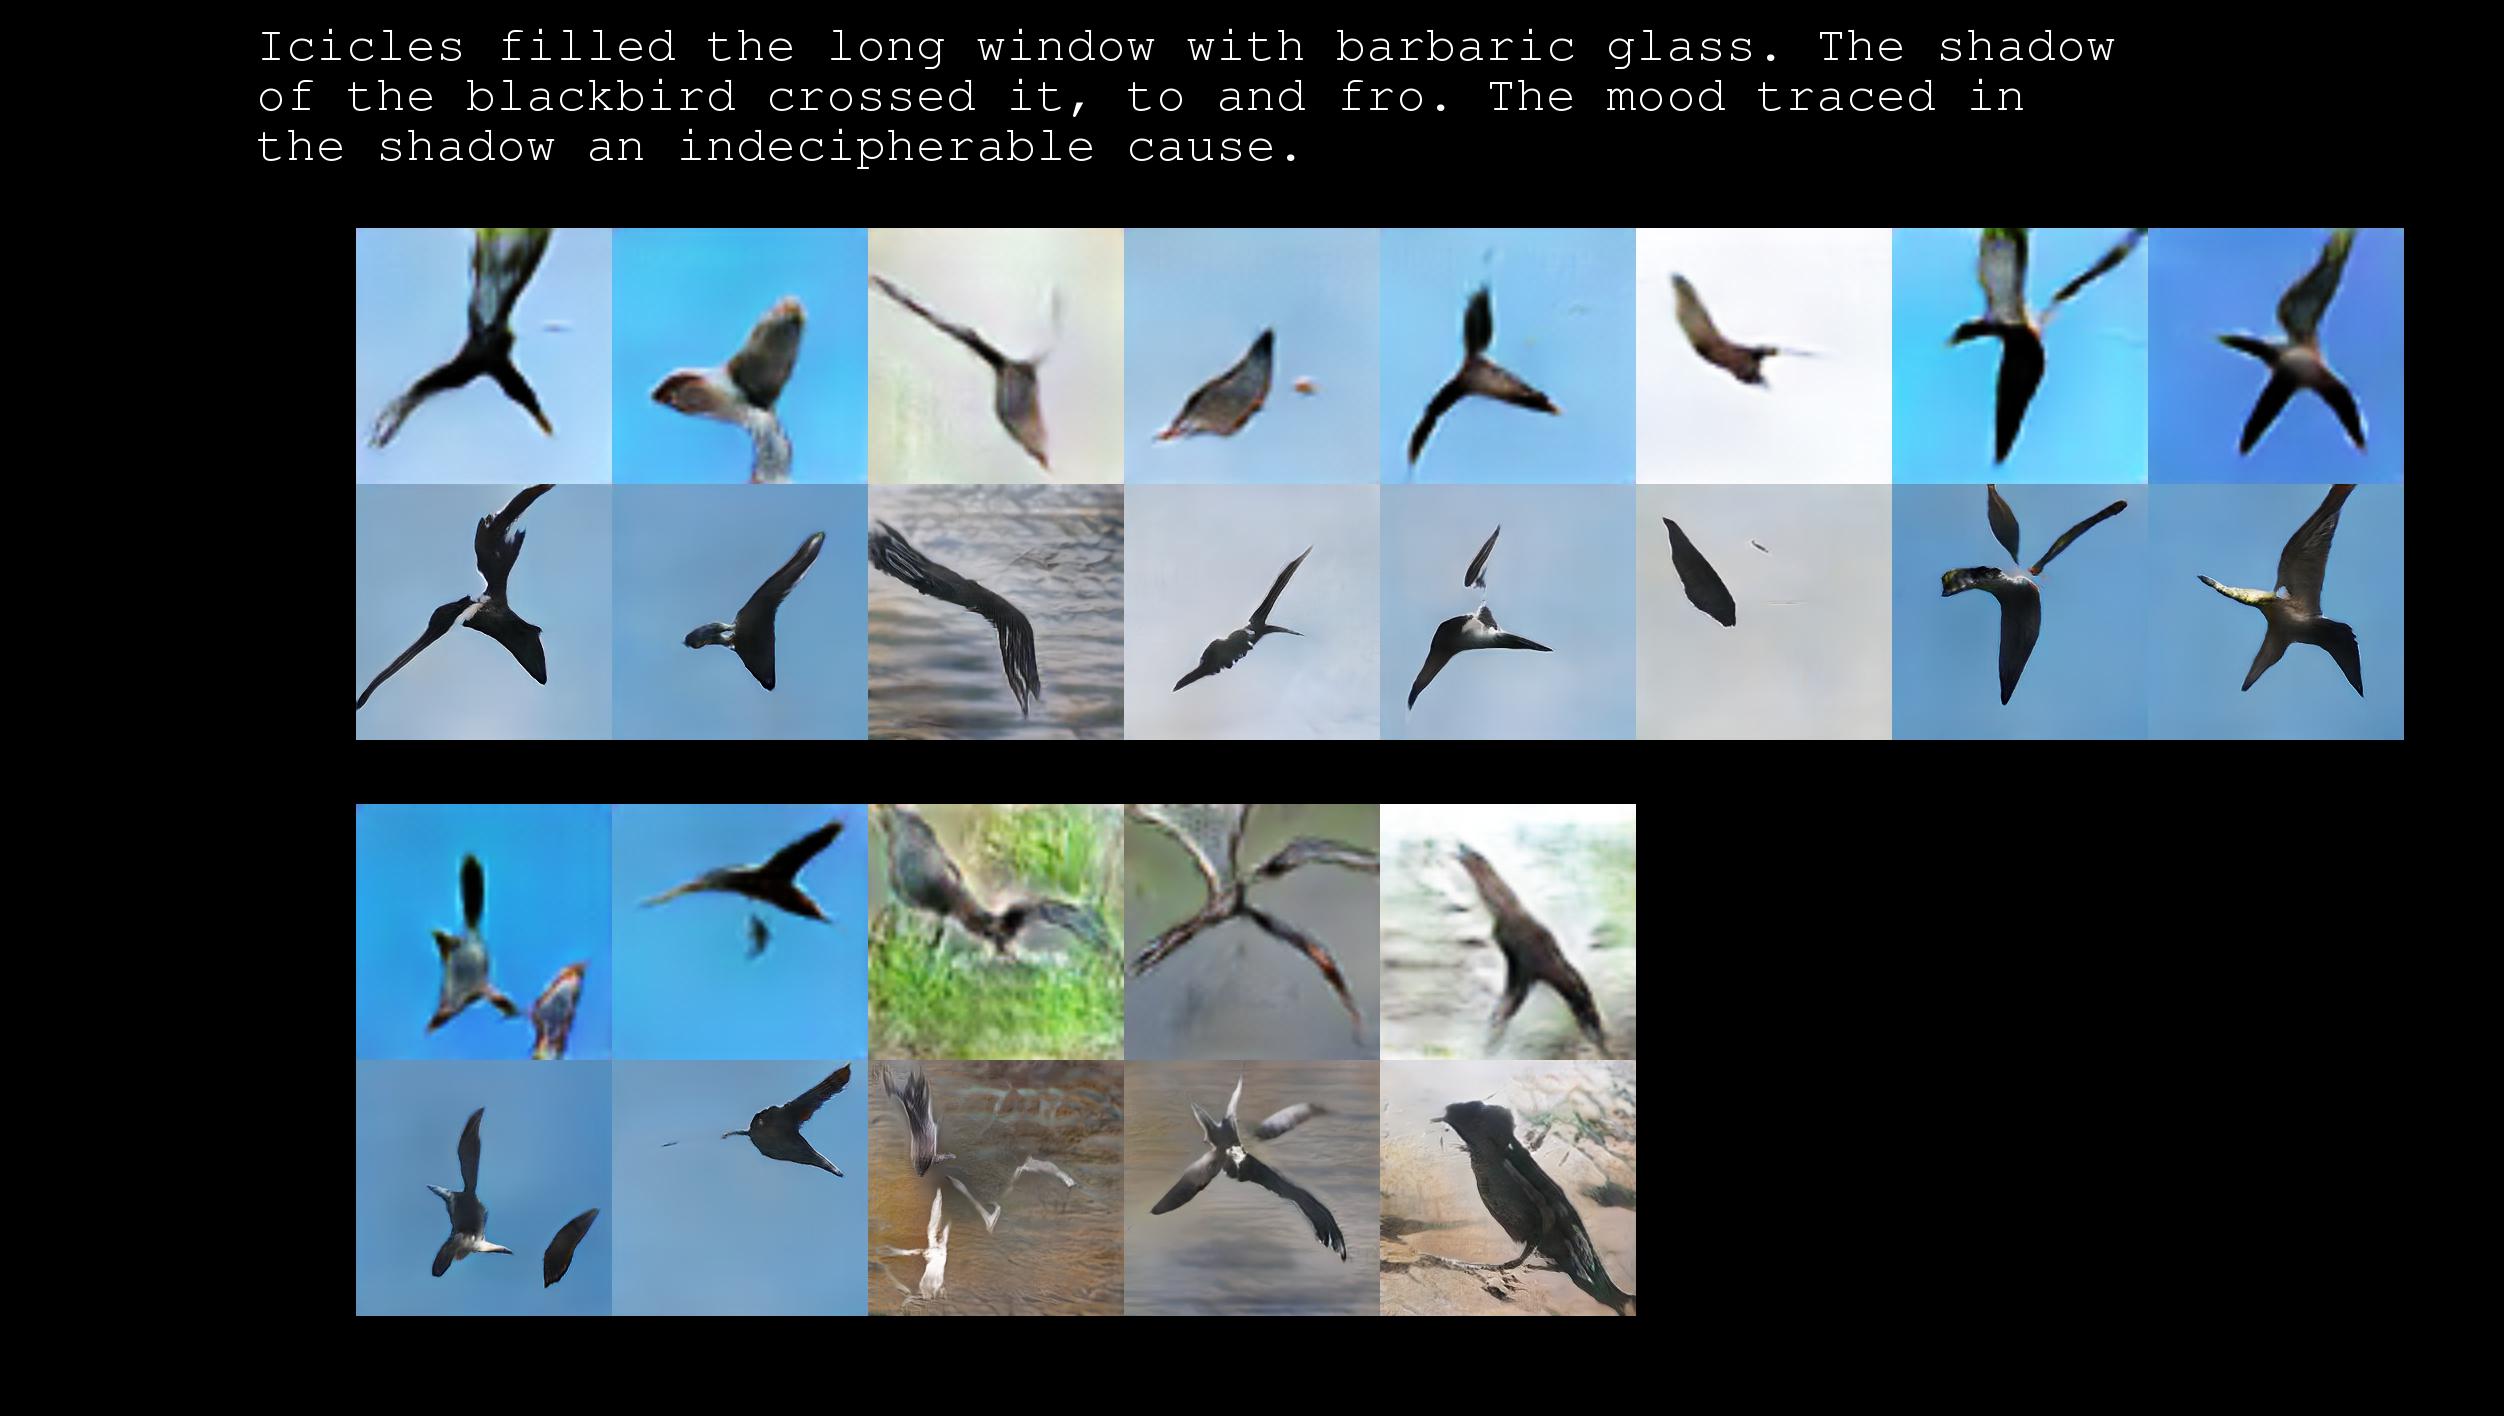 Icicles filled the long window with barbaric glass. The shadow
of the blackbird crossed it, to and fro. The mood traced in
the shadow an indecipherable cause.